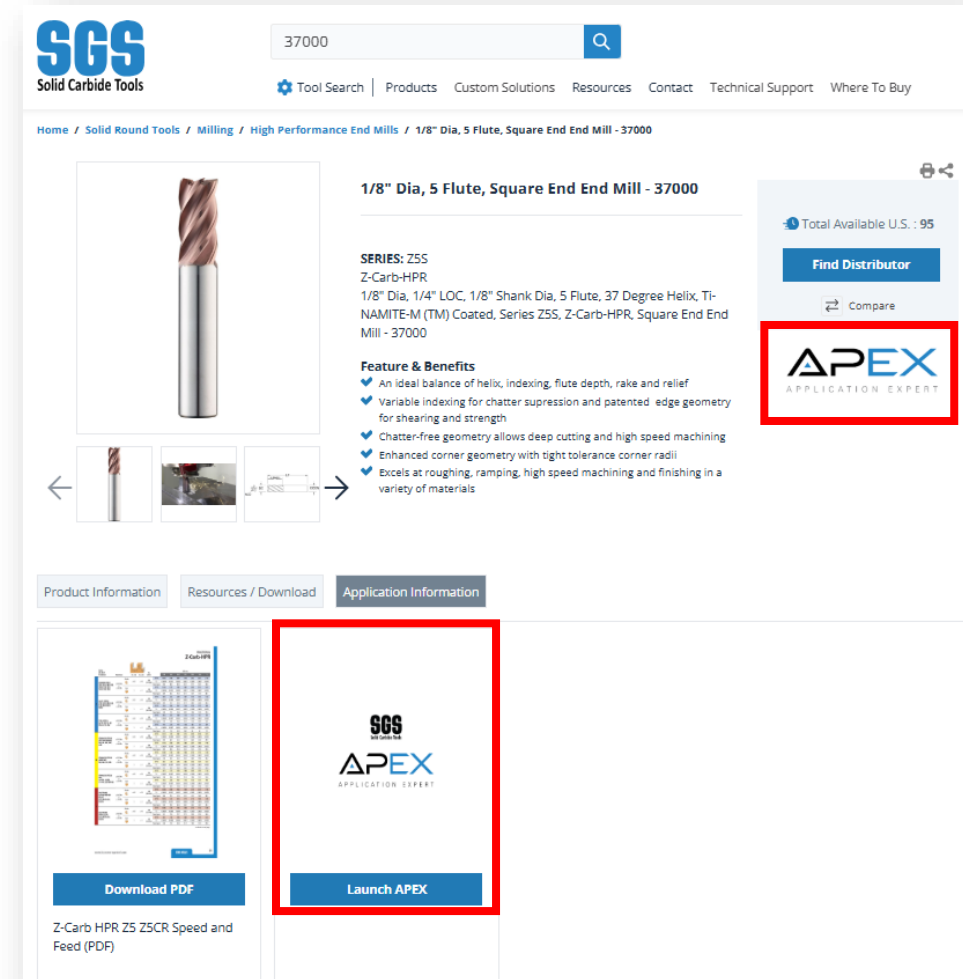 SGS
Solid Carbide Tools
37000
Tool Search | Products Custom Solutions Resources Contact Technical Support Where To Buy
Home / Solid Round Tools / Milling / High Performance End Mills / 1/8" Dia, 5 Flute, Square End End Mill - 37000
1/8" Dia, 5 Flute, Square End End Mill - 37000
SERIES: Z5S
Z-Carb-HPR
1/8" Dia, 1/4" LOC, 1/8" Shank Dia, 5 Flute, 37 Degree Helix, Ti-
NAMITE-M (TM) Coated, Series Z5S, Z-Carb-HPR, Square End End
Mill - 37000
Feature & Benefits
An ideal balance of helix, indexing, flute depth, rake and relief
Variable indexing for chatter supression and patented edge geometry
for shearing and strength
Chatter-free geometry allows deep cutting and high speed machining
Enhanced corner geometry with tight tolerance corner radii
Excels at roughing, ramping, high speed machining and finishing in a
variety of materials
Total Available U.S. : 95
Find Distributor
Compare
APEX
APPLICATION EXPERT
Product Information
Resources / Download
Application Information
Z-Carb-HPR
Download PDF
Z-Carb HPR Z5 Z5CR Speed and
Feed (PDF)
SGS
Solid Carbide Tools
APEX
APPLICATION EXPERT
Launch APEX